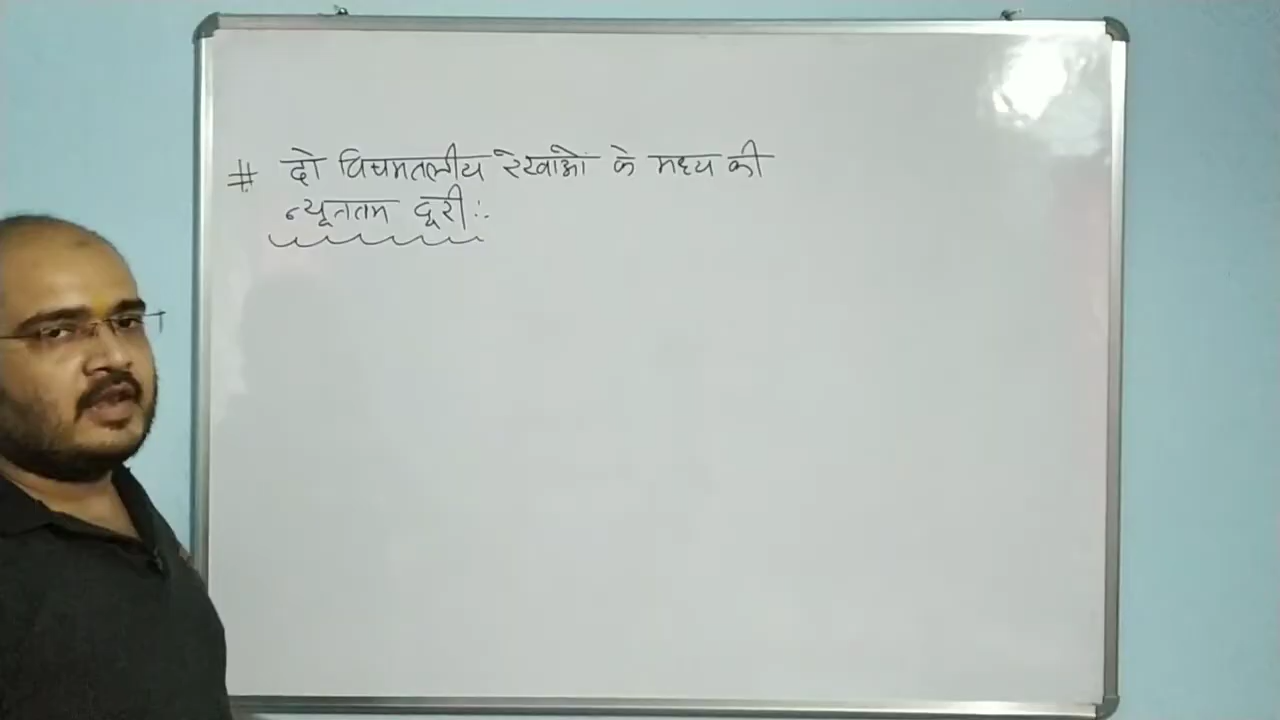 # दो विषमतलीय रेखाओं के मध्य की
न्यूनतम दूरी :-